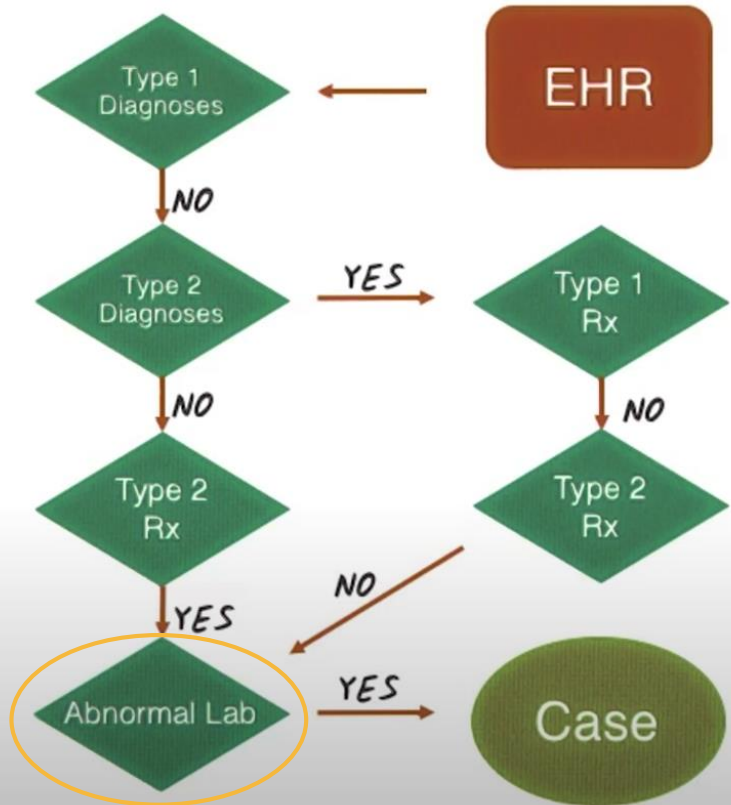 Type 1
Diagnoses
EHR
NO
Type 2
Diagnoses
YES
Type 1
Rx
NO
NO
Type 2
Rx
Type 2
Rx
YES
NO
Abnormal Lab
YES
Case